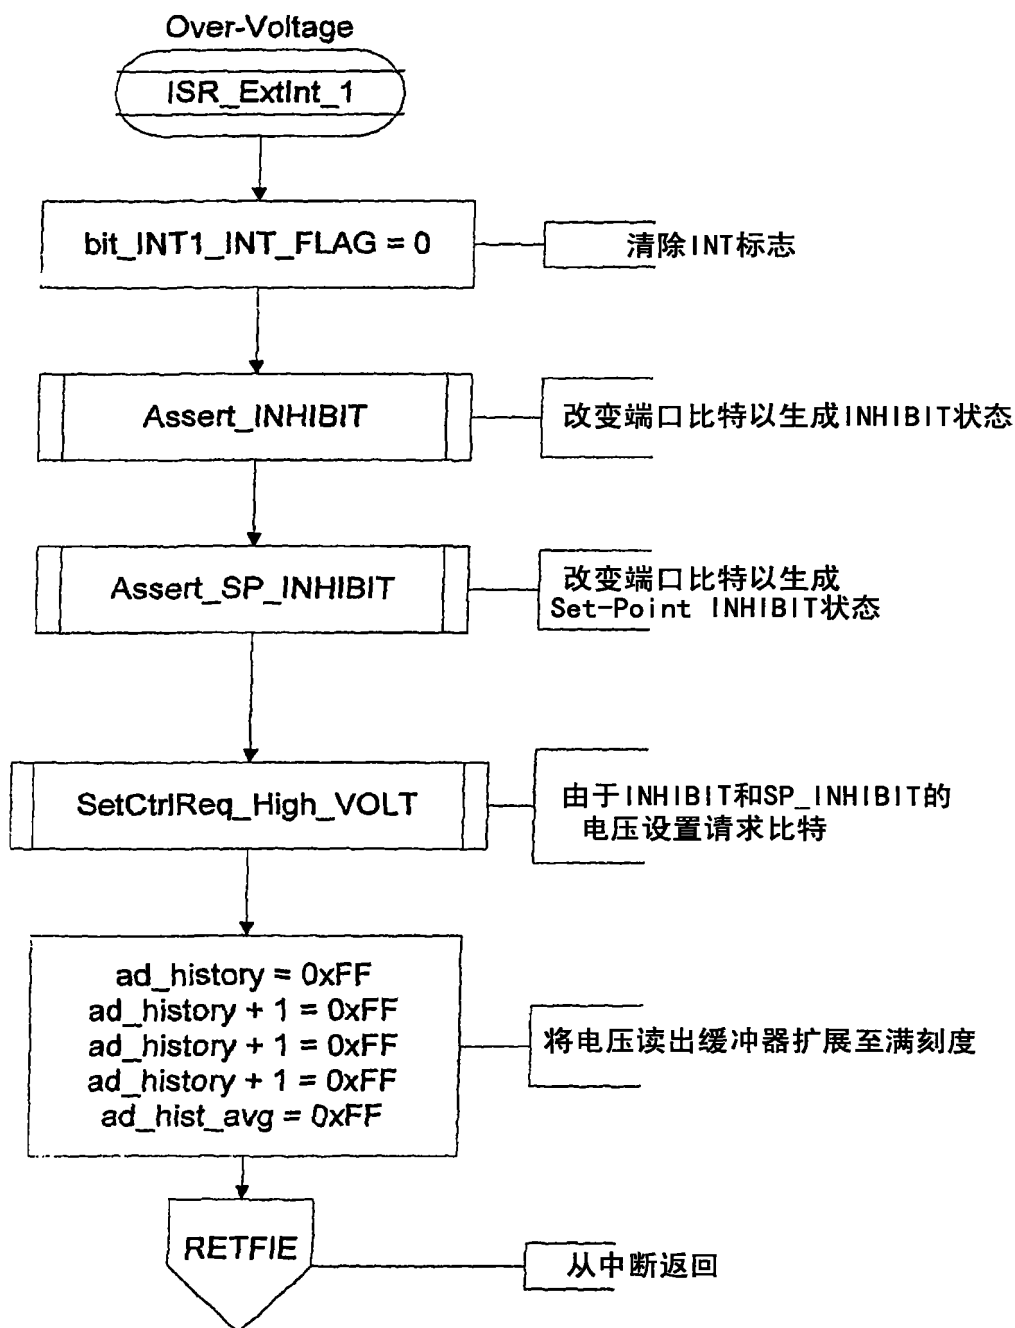 Over-Voltage
ISR_ExtInt_1
bit_INT1_INT_FLAG = 0
清除INT标志
Assert_INHIBIT
改变端口比特以生成INHIBIT状态
Assert_SP_INHIBIT
改变端口比特以生成
Set-Point INHIBIT状态
SetCtrlReq_High_VOLT
由于INHIBIT和SP_INHIBIT的
电压设置请求比特
ad_history = 0xFF
ad_history + 1 = 0xFF
ad_history + 1 = 0xFF
ad_history + 1 = 0xFF
ad_hist_avg = 0xFF
将电压读出缓冲器扩展至满刻度
RETFIE
从中断返回